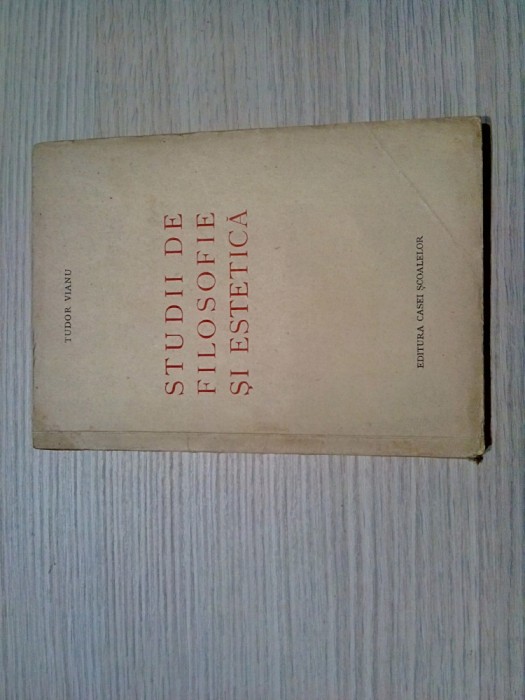 TUDOR VIANU
STUDII DE
FILOSOFIE
ȘI ESTETICĂ
EDITURA CASEI ȘCOALELOR